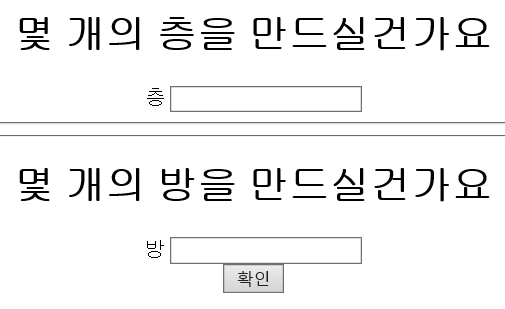 몇 개의 층을 만드실건가요
층
몇 개의 방을 만드실건가요
방
확인